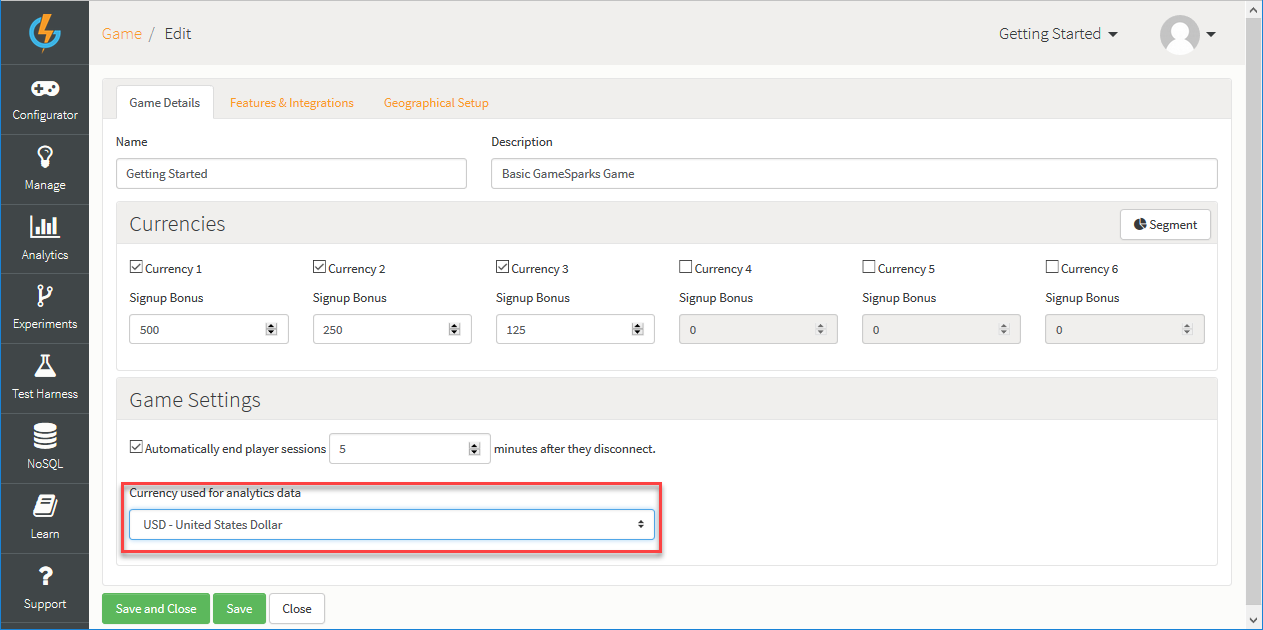 Game / Edit
Getting Started
Configurator
Manage
Analytics
Experiments
Test Harness
NoSQL
Learn
Support
Game Details Features & Integrations Geographical Setup
Name Description
Getting Started Basic GameSparks Game
Currencies Segment
Currency 1 Currency 2 Currency 3 Currency 4 Currency 5 Currency 6
Signup Bonus Signup Bonus Signup Bonus Signup Bonus Signup Bonus Signup Bonus
500 250 125 0 0 0
Game Settings
Automatically end player sessions 5 minutes after they disconnect.
Currency used for analytics data
USD - United States Dollar
Save and Close Save Close